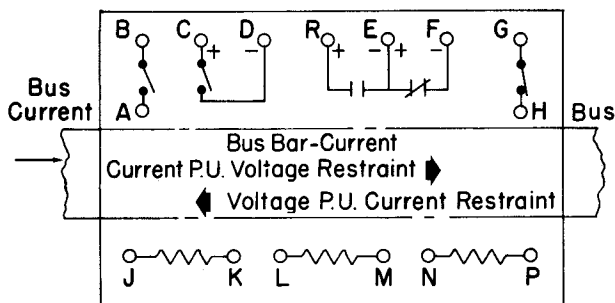 B C D R E F G
+ - + - + - +
Bus Current
A H Bus
Bus Bar-Current
Current P.U. Voltage Restraint
Voltage P.U. Current Restraint
J K L M N P